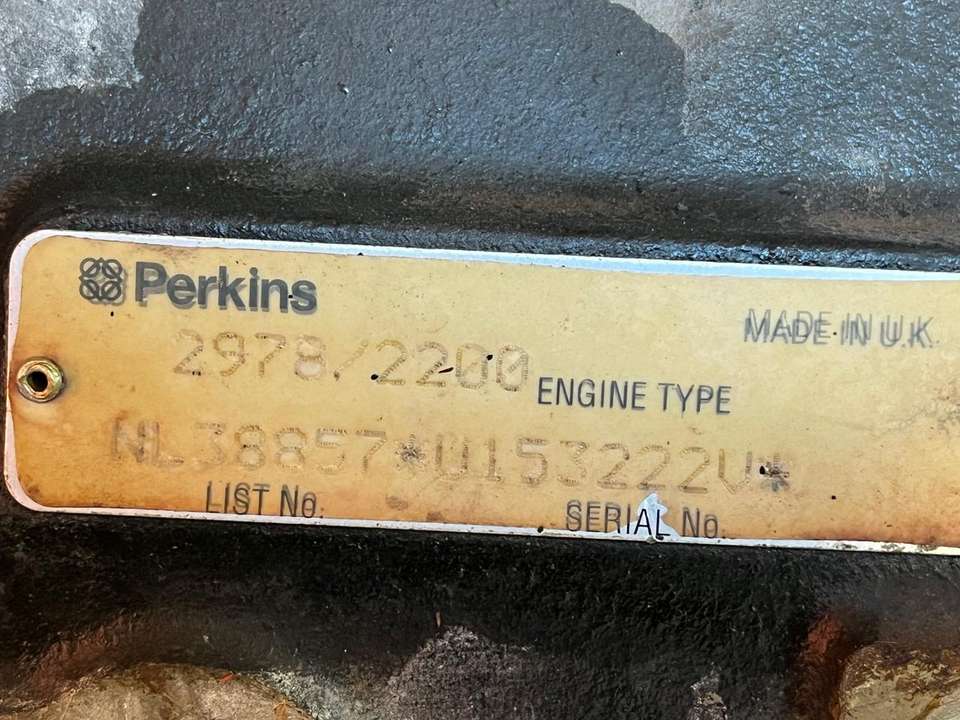 Perkins
MADE IN U.K.
2978/2200
ENGINE TYPE
NL38857*U153222V*
LIST No.
SERIAL No.